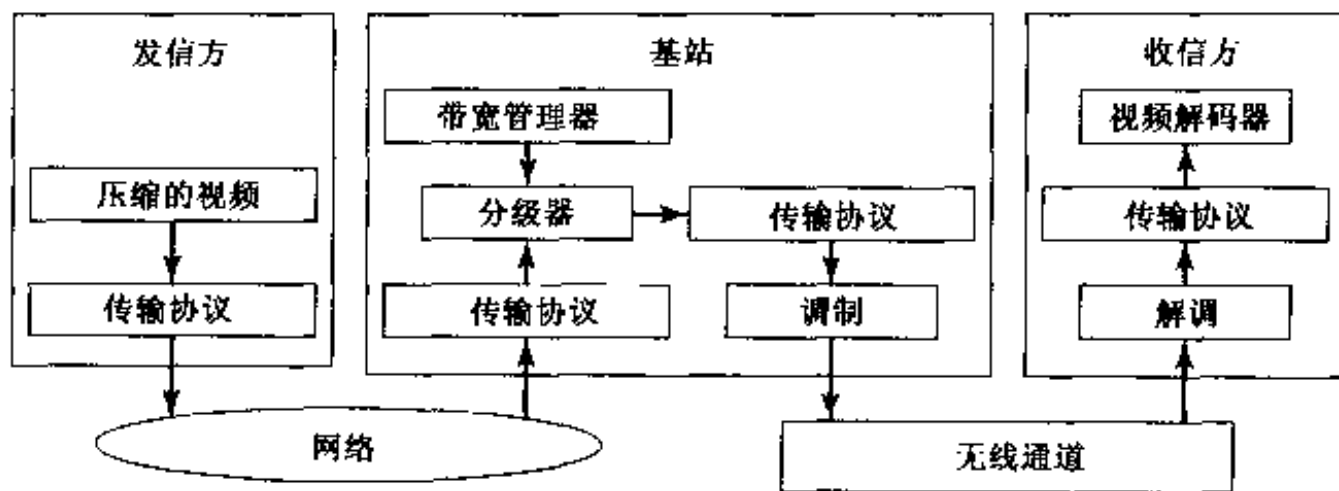 发信方
压缩的视频
传输协议
基站
带宽管理器
分级器
传输协议
传输协议
调制
收信方
视频解码器
传输协议
解调
网络
无线通道